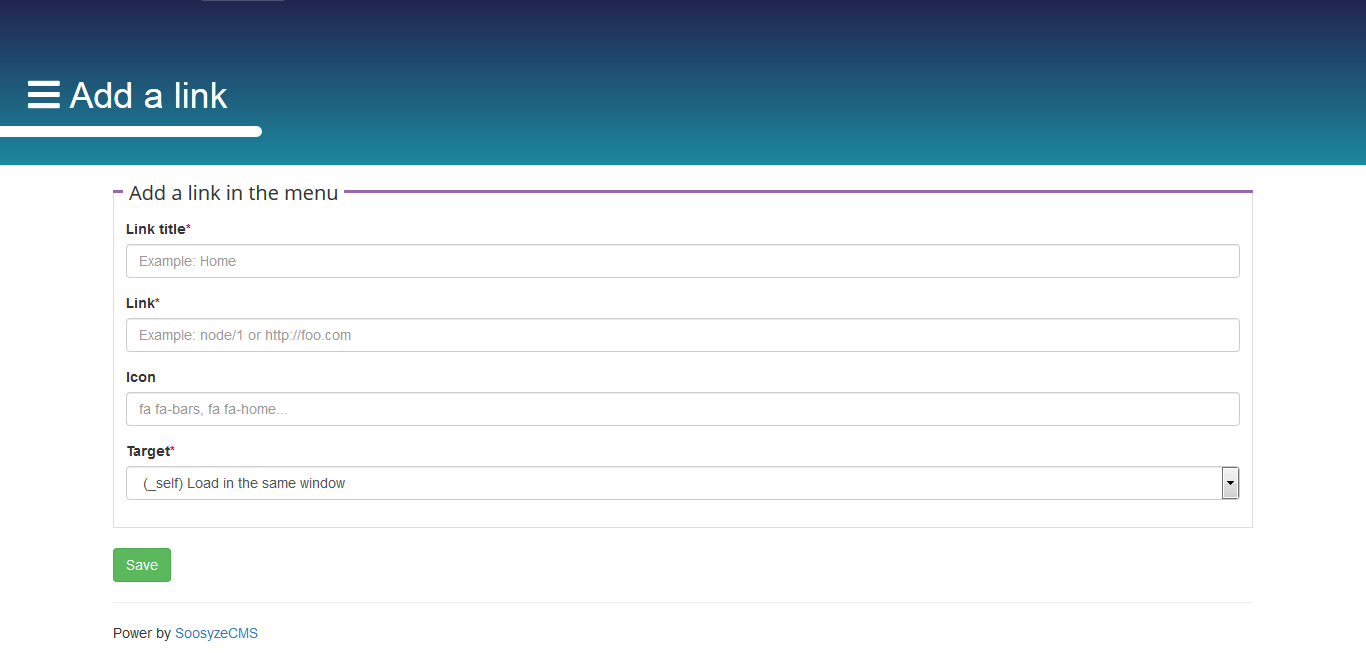 Add a link
Add a link in the menu
Link title*
Example: Home
Link*
Example: node/1 or http://foo.com
Icon
fa fa-bars, fa fa-home...
Target*
(_self) Load in the same window
Save
Power by SoosyzeCMS